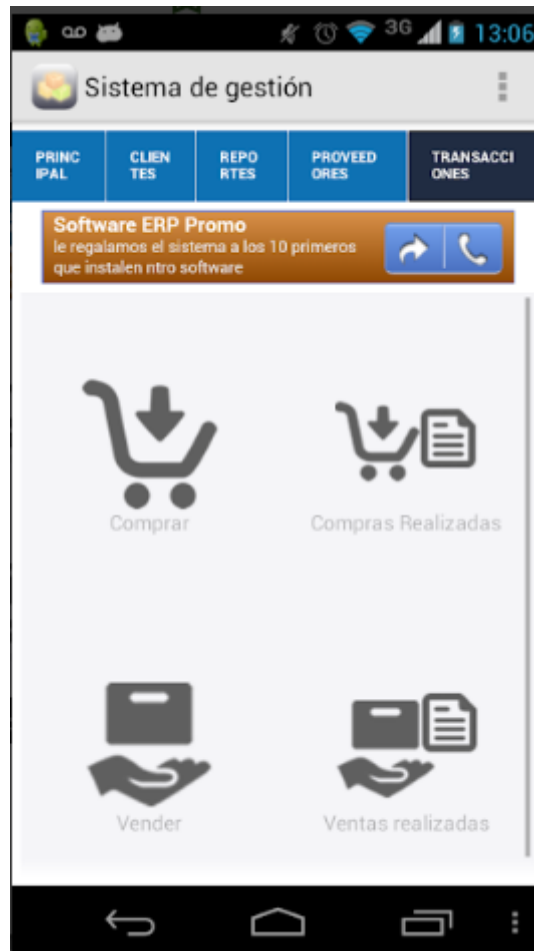 3G 13:06
Sistema de gestión
PRINC
IPAL
CLIEN
TES
REPO
RTES
PROVEED
ORES
TRANSACCI
ONES
Software ERP Promo
le regalamos el sistema a los 10 primeros
que instalen ntro software
Comprar
Compras Realizadas
Vender
Ventas realizadas